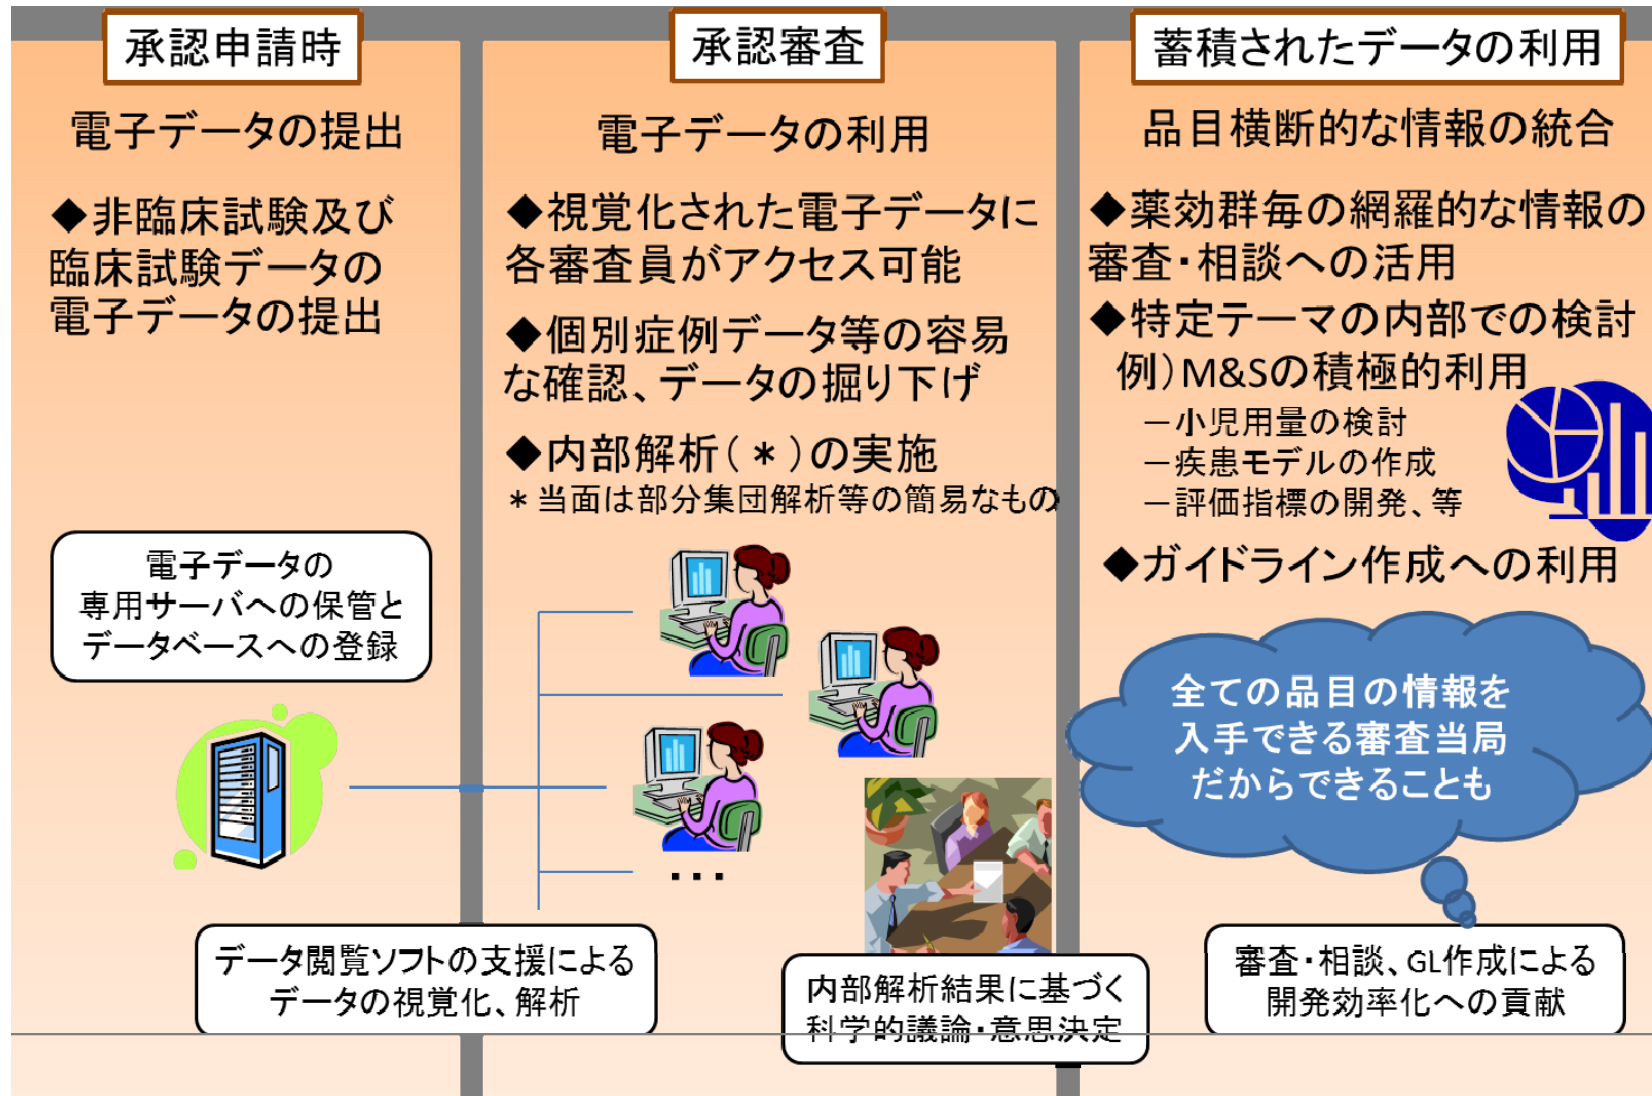 承認申請時
電子データの提出
◆非臨床試験及び
臨床試験データの
電子データの提出
電子データの
専用サーバへの保管と
データベースへの登録
データ閲覧ソフトの支援による
データの視覚化、解析
承認審査
電子データの利用
◆視覚化された電子データに
各審査員がアクセス可能
◆個別症例データ等の容易
な確認、データの掘り下げ
◆内部解析(＊)の実施
＊当面は部分集団解析等の簡易なもの
…
内部解析結果に基づく
科学的議論・意思決定
蓄積されたデータの利用
品目横断的な情報の統合
◆薬効群毎の網羅的な情報の
審査・相談への活用
◆特定テーマの内部での検討
例）M&Sの積極的利用
－小児用量の検討
－疾患モデルの作成
－評価指標の開発、等
◆ガイドライン作成への利用
全ての品目の情報を
入手できる審査当局
だからできることも
審査・相談、GL作成による
開発効率化への貢献